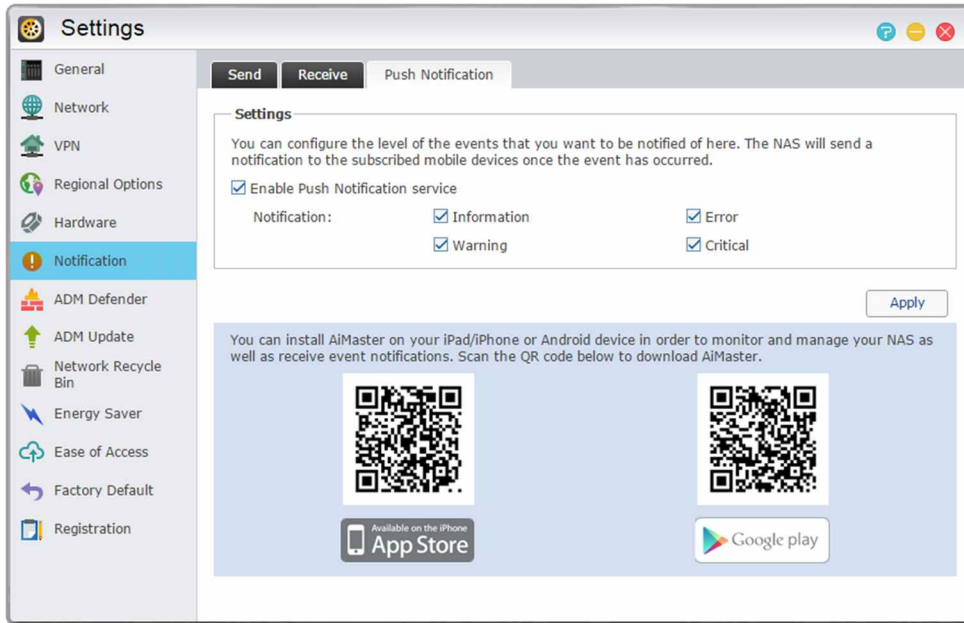 Settings
General
Network
VPN
Regional Options
Hardware
Notification
ADM Defender
ADM Update
Network Recycle
Bin
Energy Saver
Ease of Access
Factory Default
Registration
Send Receive Push Notification
Settings
You can configure the level of the events that you want to be notified of here. The NAS will send a
notification to the subscribed mobile devices once the event has occurred.
Enable Push Notification service
Notification: Information Error
Warning Critical
Apply
You can install AiMaster on your iPad/iPhone or Android device in order to monitor and manage your NAS as
well as receive event notifications. Scan the QR code below to download AiMaster.
Available on the iPhone
App Store
Google play